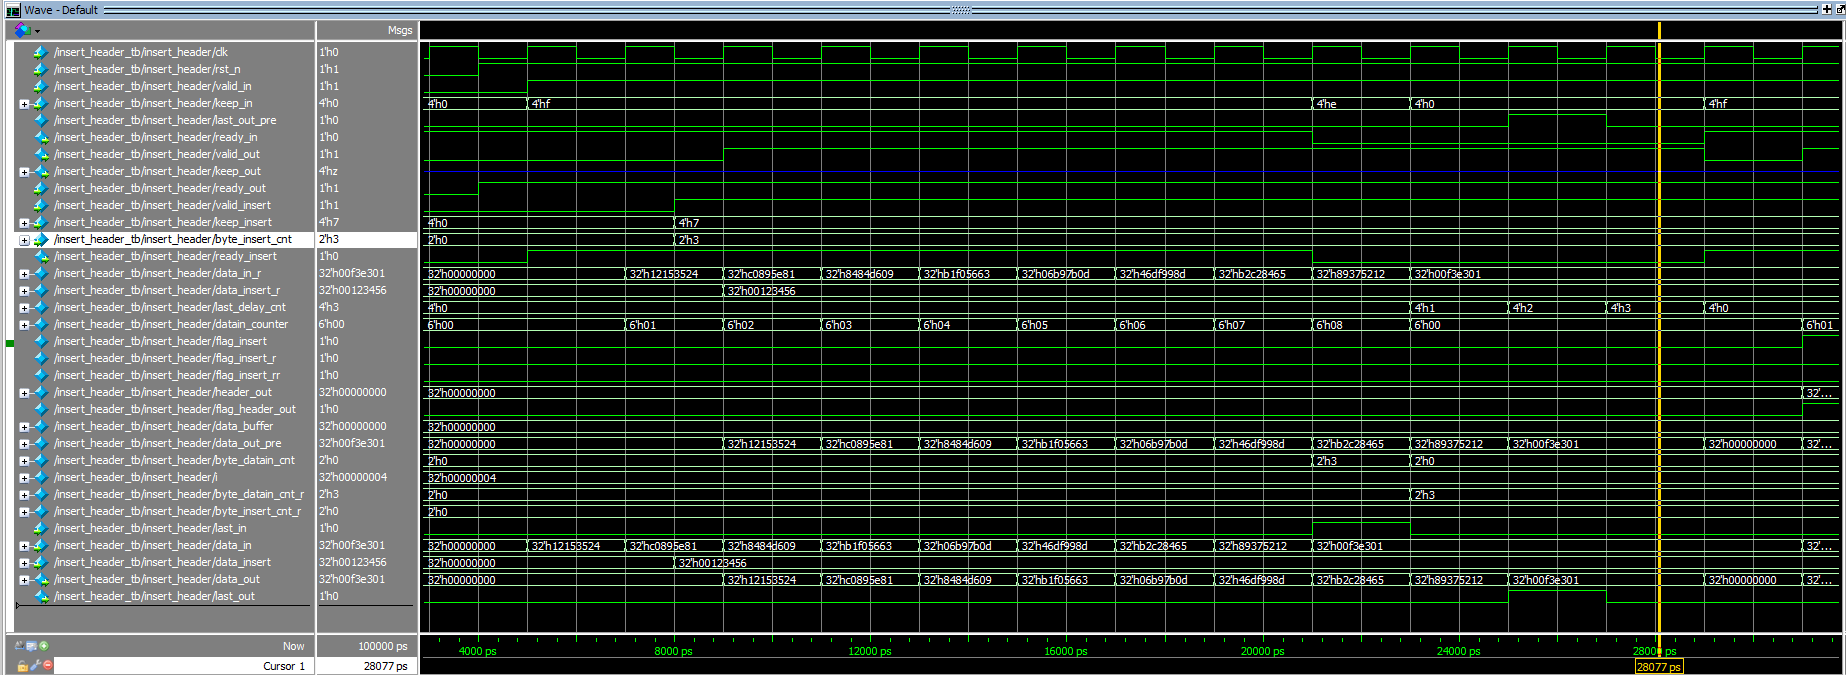 Wave - Default
Msgs
/insert_header_tb/insert_header/clk 1'h0
/insert_header_tb/insert_header/rst_n 1'h1
/insert_header_tb/insert_header/valid_in 1'h1
/insert_header_tb/insert_header/keep_in 4'h0 4'h0 4'hf 4'he 4'h0 4'hf
/insert_header_tb/insert_header/last_out_pre 1'h0
/insert_header_tb/insert_header/ready_in 1'h0
/insert_header_tb/insert_header/valid_out 1'h1
/insert_header_tb/insert_header/keep_out 4'hz
/insert_header_tb/insert_header/ready_out 1'h1
/insert_header_tb/insert_header/valid_insert 1'h1
/insert_header_tb/insert_header/keep_insert 4'h7 4'h0 4'h7
/insert_header_tb/insert_header/byte_insert_cnt 2'h3 2'h0 2'h3
/insert_header_tb/insert_header/ready_insert 1'h0
/insert_header_tb/insert_header/data_in_r 32'h00f3e301 32'h00000000 32'h12153524 32'hc0895e81 32'h8484d609 32'hb1f05663 32'h06b97b0d 32'h46df998d 32'hb2c28465 32'h89375212 32'h00f3e301
/insert_header_tb/insert_header/data_insert_r 32'h00123456 32'h00000000 32'h00123456
/insert_header_tb/insert_header/last_delay_cnt 4'h3 4'h0 4'h1 4'h2 4'h3 4'h0
/insert_header_tb/insert_header/datain_counter 6'h00 6'h00 6'h01 6'h02 6'h03 6'h04 6'h05 6'h06 6'h07 6'h08 6'h00 6'h01
/insert_header_tb/insert_header/flag_insert 1'h0
/insert_header_tb/insert_header/flag_insert_r 1'h0
/insert_header_tb/insert_header/flag_insert_rr 1'h0
/insert_header_tb/insert_header/header_out 32'h00000000 32'h00000000 32'...
/insert_header_tb/insert_header/flag_header_out 1'h0
/insert_header_tb/insert_header/data_buffer 32'h00000000 32'h00000000
/insert_header_tb/insert_header/data_out_pre 32'h00f3e301 32'h00000000 32'h12153524 32'hc0895e81 32'h8484d609 32'hb1f05663 32'h06b97b0d 32'h46df998d 32'hb2c28465 32'h89375212 32'h00f3e301 32'h00000000 32'...
/insert_header_tb/insert_header/byte_datain_cnt 2'h0 2'h0 2'h3 2'h0
/insert_header_tb/insert_header/i 32'h00000004 32'h00000004
/insert_header_tb/insert_header/byte_datain_cnt_r 2'h3 2'h0 2'h3
/insert_header_tb/insert_header/byte_insert_cnt_r 2'h0 2'h0
/insert_header_tb/insert_header/last_in 1'h0
/insert_header_tb/insert_header/data_in 32'h00f3e301 32'h00000000 32'h12153524 32'hc0895e81 32'h8484d609 32'hb1f05663 32'h06b97b0d 32'h46df998d 32'hb2c28465 32'h89375212 32'h00f3e301 32'...
/insert_header_tb/insert_header/data_insert 32'h00123456 32'h00000000 32'h00123456
/insert_header_tb/insert_header/data_out 32'h00f3e301 32'h00000000 32'h12153524 32'hc0895e81 32'h8484d609 32'hb1f05663 32'h06b97b0d 32'h46df998d 32'hb2c28465 32'h89375212 32'h00f3e301 32'h00000000 32'...
/insert_header_tb/insert_header/last_out 1'h0
Now 100000 ps 4000 ps 8000 ps 12000 ps 16000 ps 20000 ps 24000 ps 28000 ps
Cursor 1 28077 ps 28077 ps